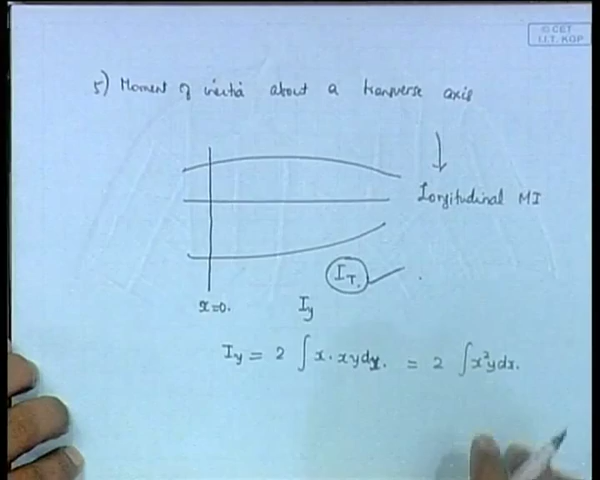 © CET
I.I.T. KGP
5) Moment of inertia about a transverse axis
Longitudinal MI
I_T.
x=0.
I_y
I_y = 2 ∫ x. xydx. = 2 ∫x²ydx.